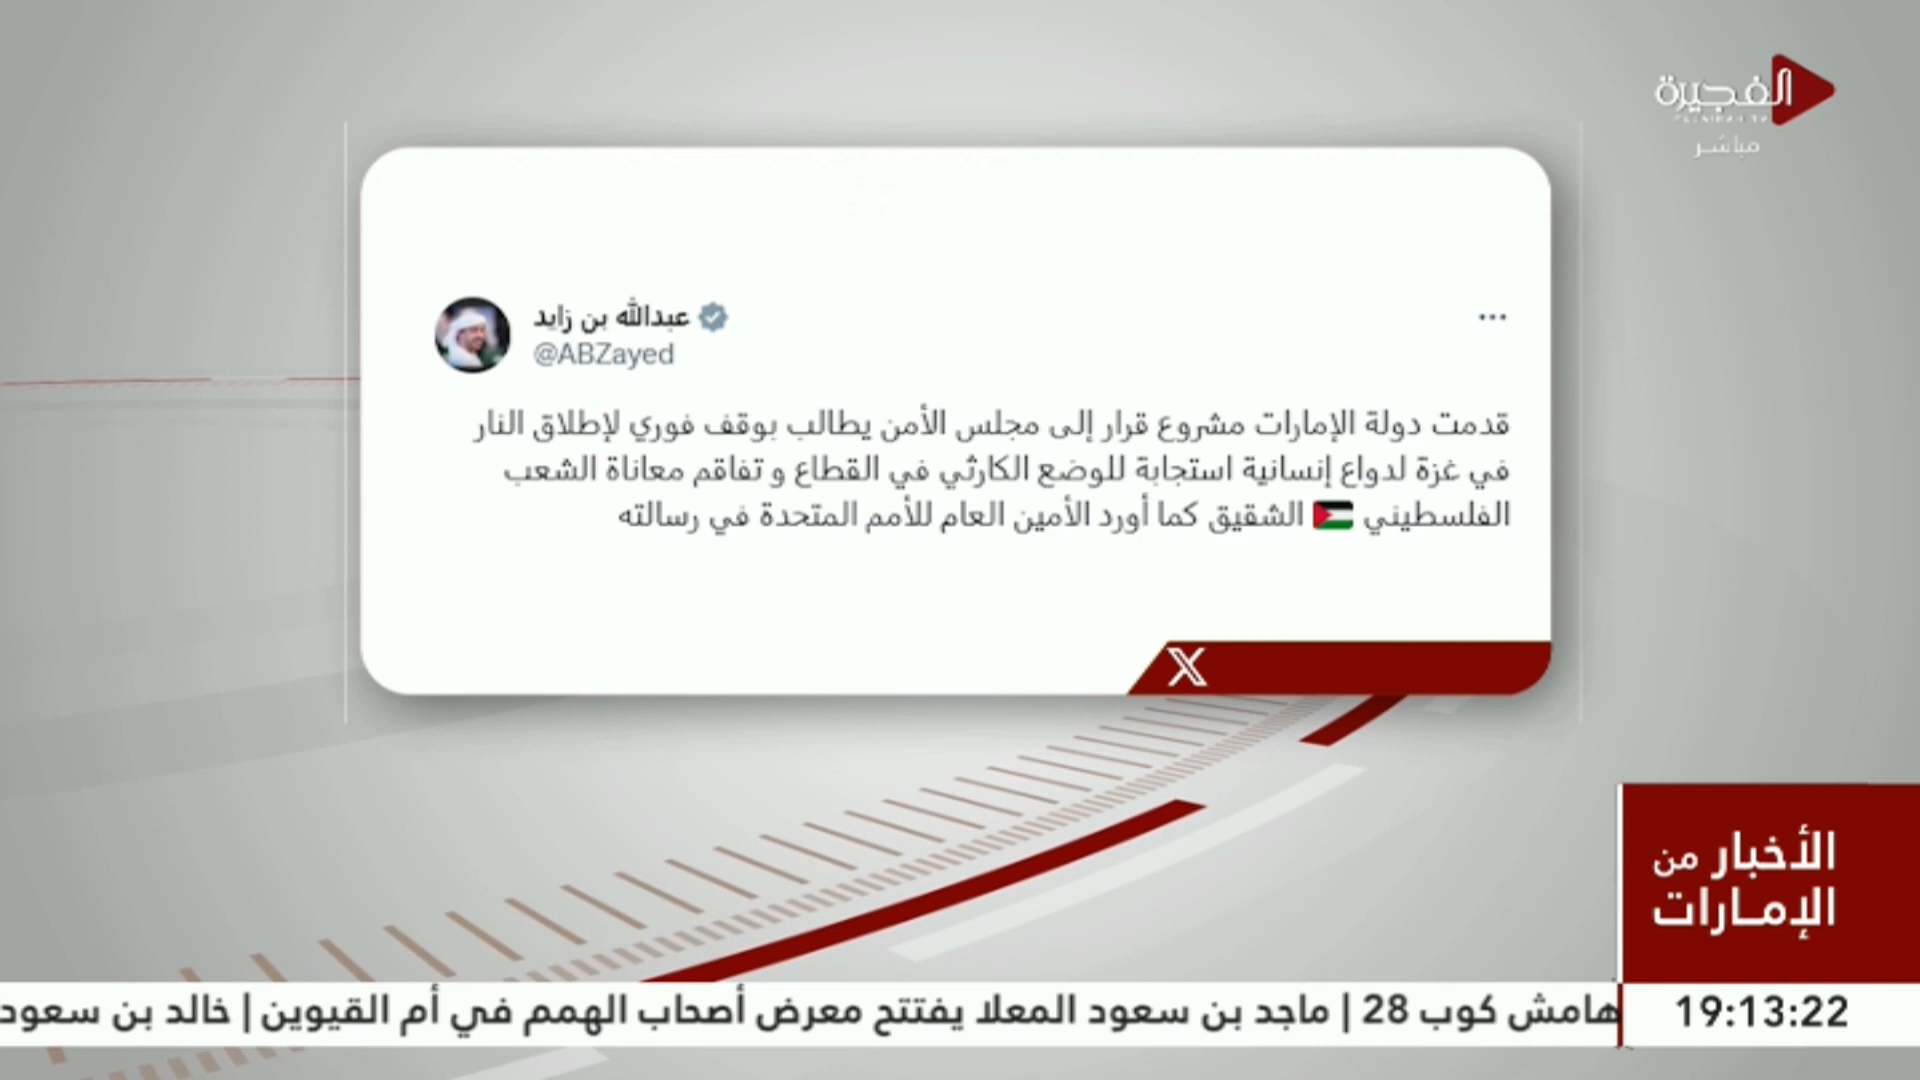 الفجيرة
مباشر
عبدالله بن زايد
@ABZayed
قدمت دولة الإمارات مشروع قرار إلى مجلس الأمن يطالب بوقف فوري لإطلاق النار
في غزة لدواع إنسانية استجابة للوضع الكارثي في القطاع و تفاقم معاناة الشعب
الفلسطيني 🇵🇸 الشقيق كما أورد الأمين العام للأمم المتحدة في رسالته
X
الأخبار من
الإمارات
هامش كوب 28 | ماجد بن سعود المعلا يفتتح معرض أصحاب الهمم في أم القيوين | خالد بن سعود
19:13:22